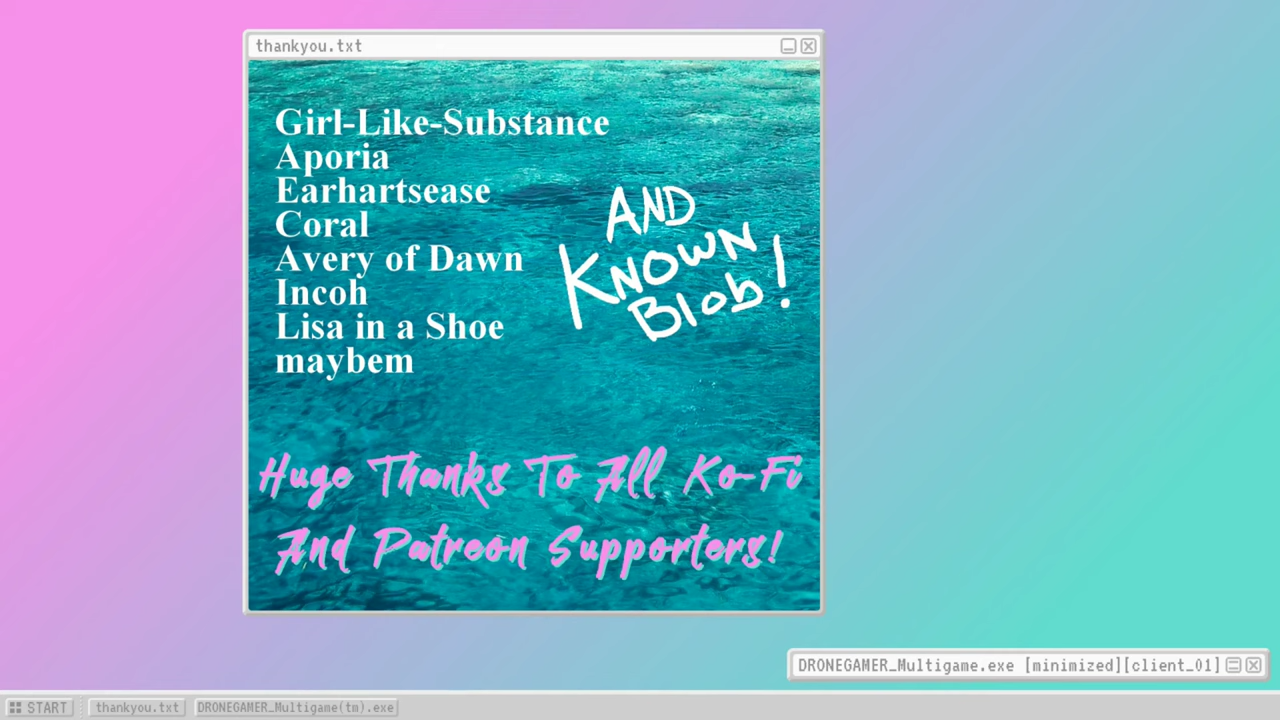 thankyou.txt
Girl-Like-Substance
Aporia
Earhartsease
Coral
Avery of Dawn
Incoh
Lisa in a Shoe
maybem
AND
KNOWN
Blob!
Huge Thanks To All Ko-Fi
And Patreon Supporters!
DRONEGAMER_Multigame.exe [minimized][client_01]
START
thankyou.txt
DRONEGAMER_Multigame(tm).exe